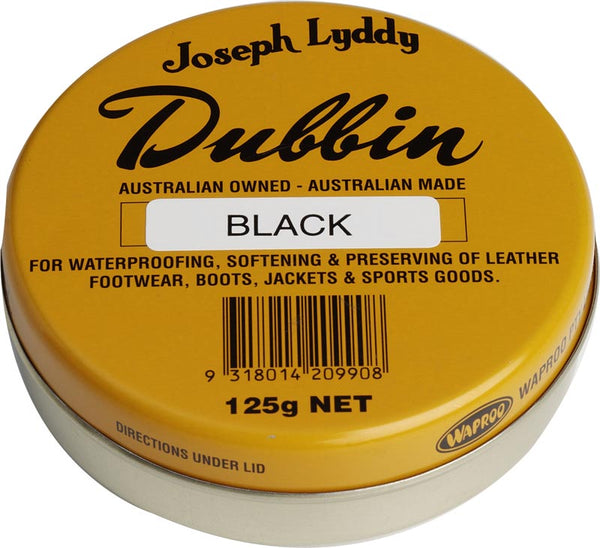 Joseph Lyddy
Dubbin
AUSTRALIAN OWNED - AUSTRALIAN MADE
BLACK
FOR WATERPROOFING, SOFTENING & PRESERVING OF LEATHER
FOOTWEAR, BOOTS, JACKETS & SPORTS GOODS.
9 318014 209908
125g NET
DIRECTIONS UNDER LID
WAPROO WAPROO